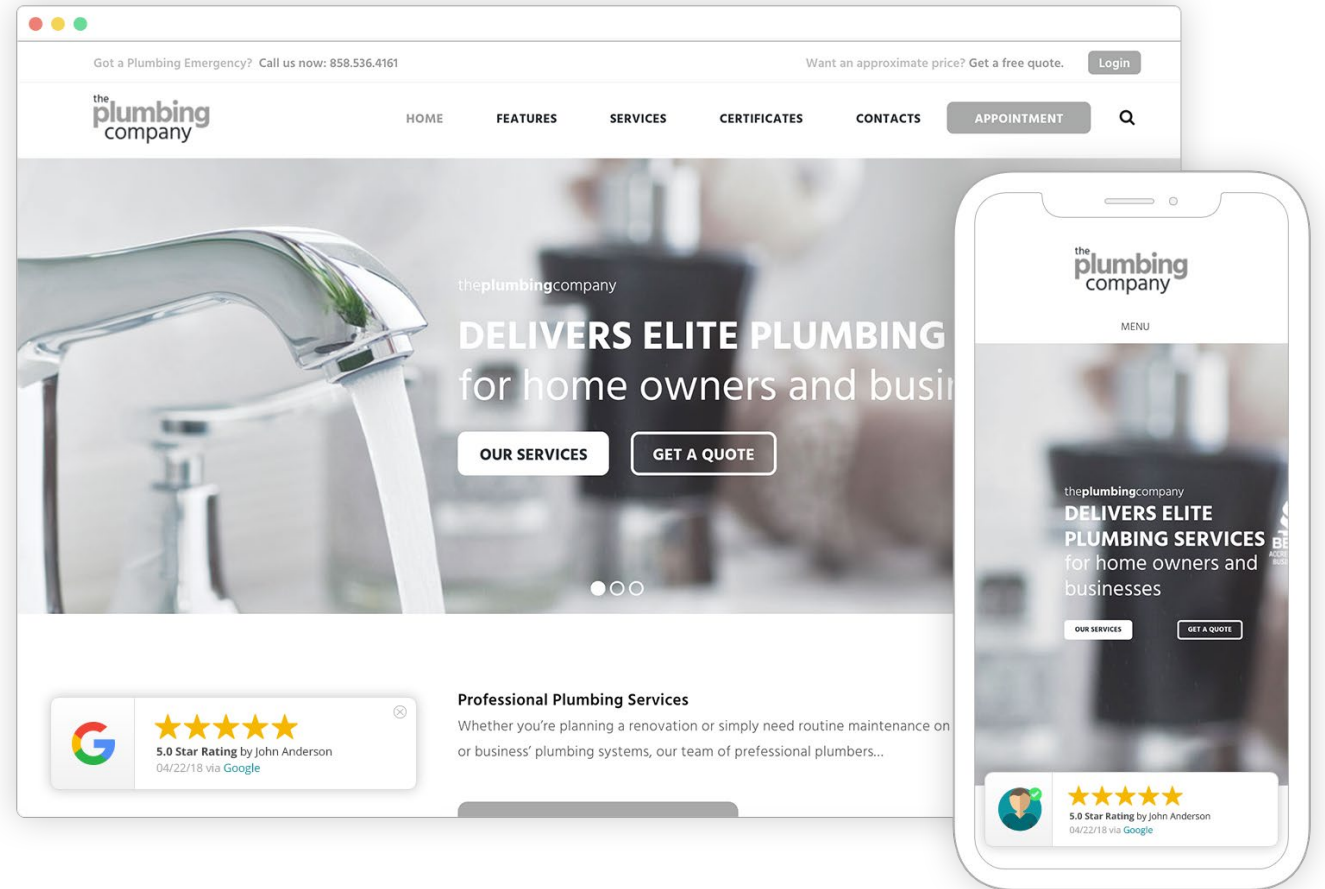 Got a Plumbing Emergency? Call us now: 858.536.4161
Want an approximate price? Get a free quote.
Login
the
plumbing
company
HOME
FEATURES
SERVICES
CERTIFICATES
CONTACTS
APPOINTMENT
theplumbingcompany
DELIVERS ELITE PLUMBING
for home owners and
OUR SERVICES
GET A QUOTE
Professional Plumbing Services
Whether you’re planning a renovation or simply need routine maintenance on
or business’ plumbing systems, our team of prefessional plumbers...
5.0 Star Rating by John Anderson
04/22/18 via Google
the
plumbing
company
MENU
theplumbingcompany
DELIVERS ELITE
PLUMBING SERVICES
for home owners and
businesses
OUR SERVICES
GET A QUOTE
5.0 Star Rating by John Anderson
04/22/18 via Google